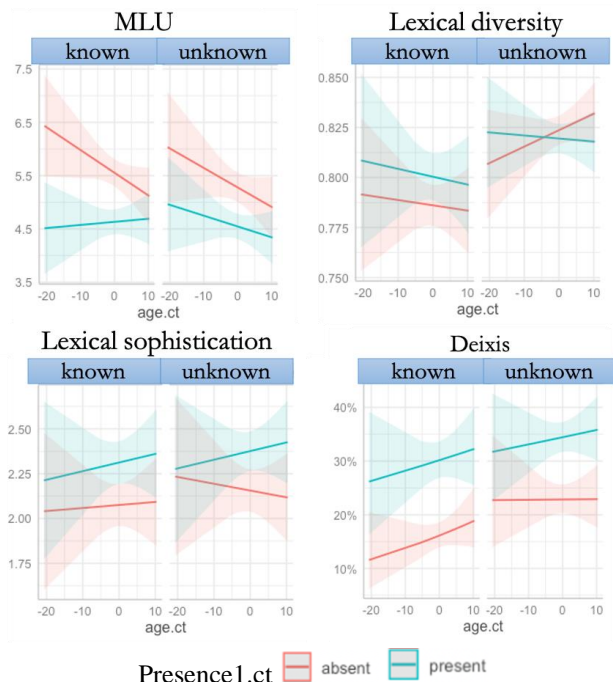 MLU
known unknown
7.5
6.5
5.5
4.5
3.5
-20 -10 0 10 -20 -10 0 10
age.ct
Lexical diversity
known unknown
0.850
0.825
0.800
0.775
0.750
-20 -10 0 10 -20 -10 0 10
age.ct
Lexical sophistication
known unknown
2.50
2.25
2.00
1.75
-20 -10 0 10 -20 -10 0 10
age.ct
Deixis
known unknown
40%
30%
20%
10%
-20 -10 0 10 -20 -10 0 10
age.ct
Presence1.ct absent present